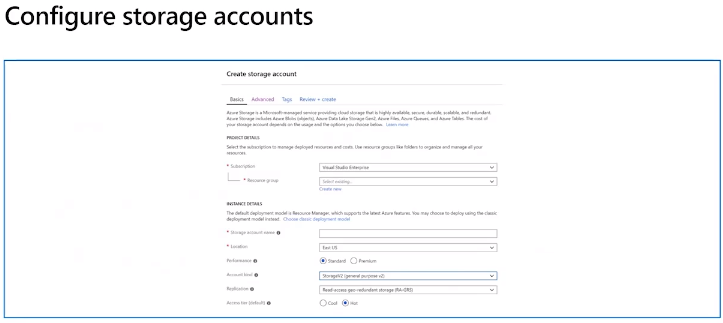 Configure storage accounts
Create storage account
Basics Advanced Tags Review + create
Azure Storage is a Microsoft-managed service providing cloud storage that is highly available, secure, durable, scalable, and redundant.
Azure Storage includes Azure Blobs (objects), Azure Data Lake Storage Gen2, Azure Files, Azure Queues, and Azure Tables. The cost of
your storage account depends on the usage and the options you choose below. Learn more
PROJECT DETAILS
Select the subscription to manage deployed resources and costs. Use resource groups like folders to organize and manage all your
resources.
* Subscription Visual Studio Enterprise
* Resource group Select existing...
Create new
INSTANCE DETAILS
The default deployment model is Resource Manager, which supports the latest Azure features. You may choose to deploy using the classic
deployment model instead. Choose classic deployment model
* Storage account name
* Location East US
Performance Standard Premium
Account kind StorageV2 (general purpose v2)
Replication Read-access geo-redundant storage (RA-GRS)
Access tier (default) Cool Hot